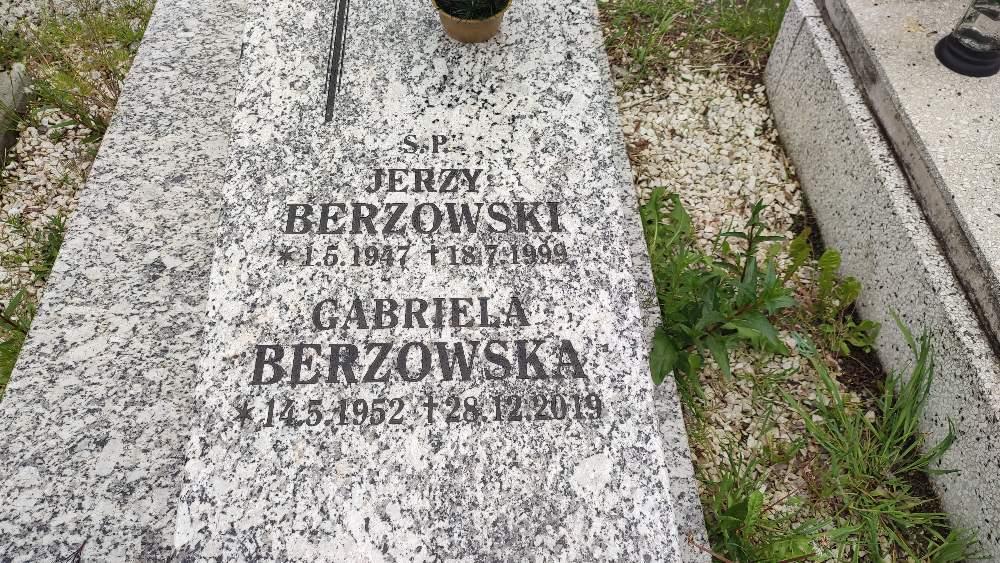 Ś.P.
JERZY
BERZOWSKI
*1.5.1947 †18.7.1999
GABRIELA
BERZOWSKA
*14.5.1952 †28.12.2019